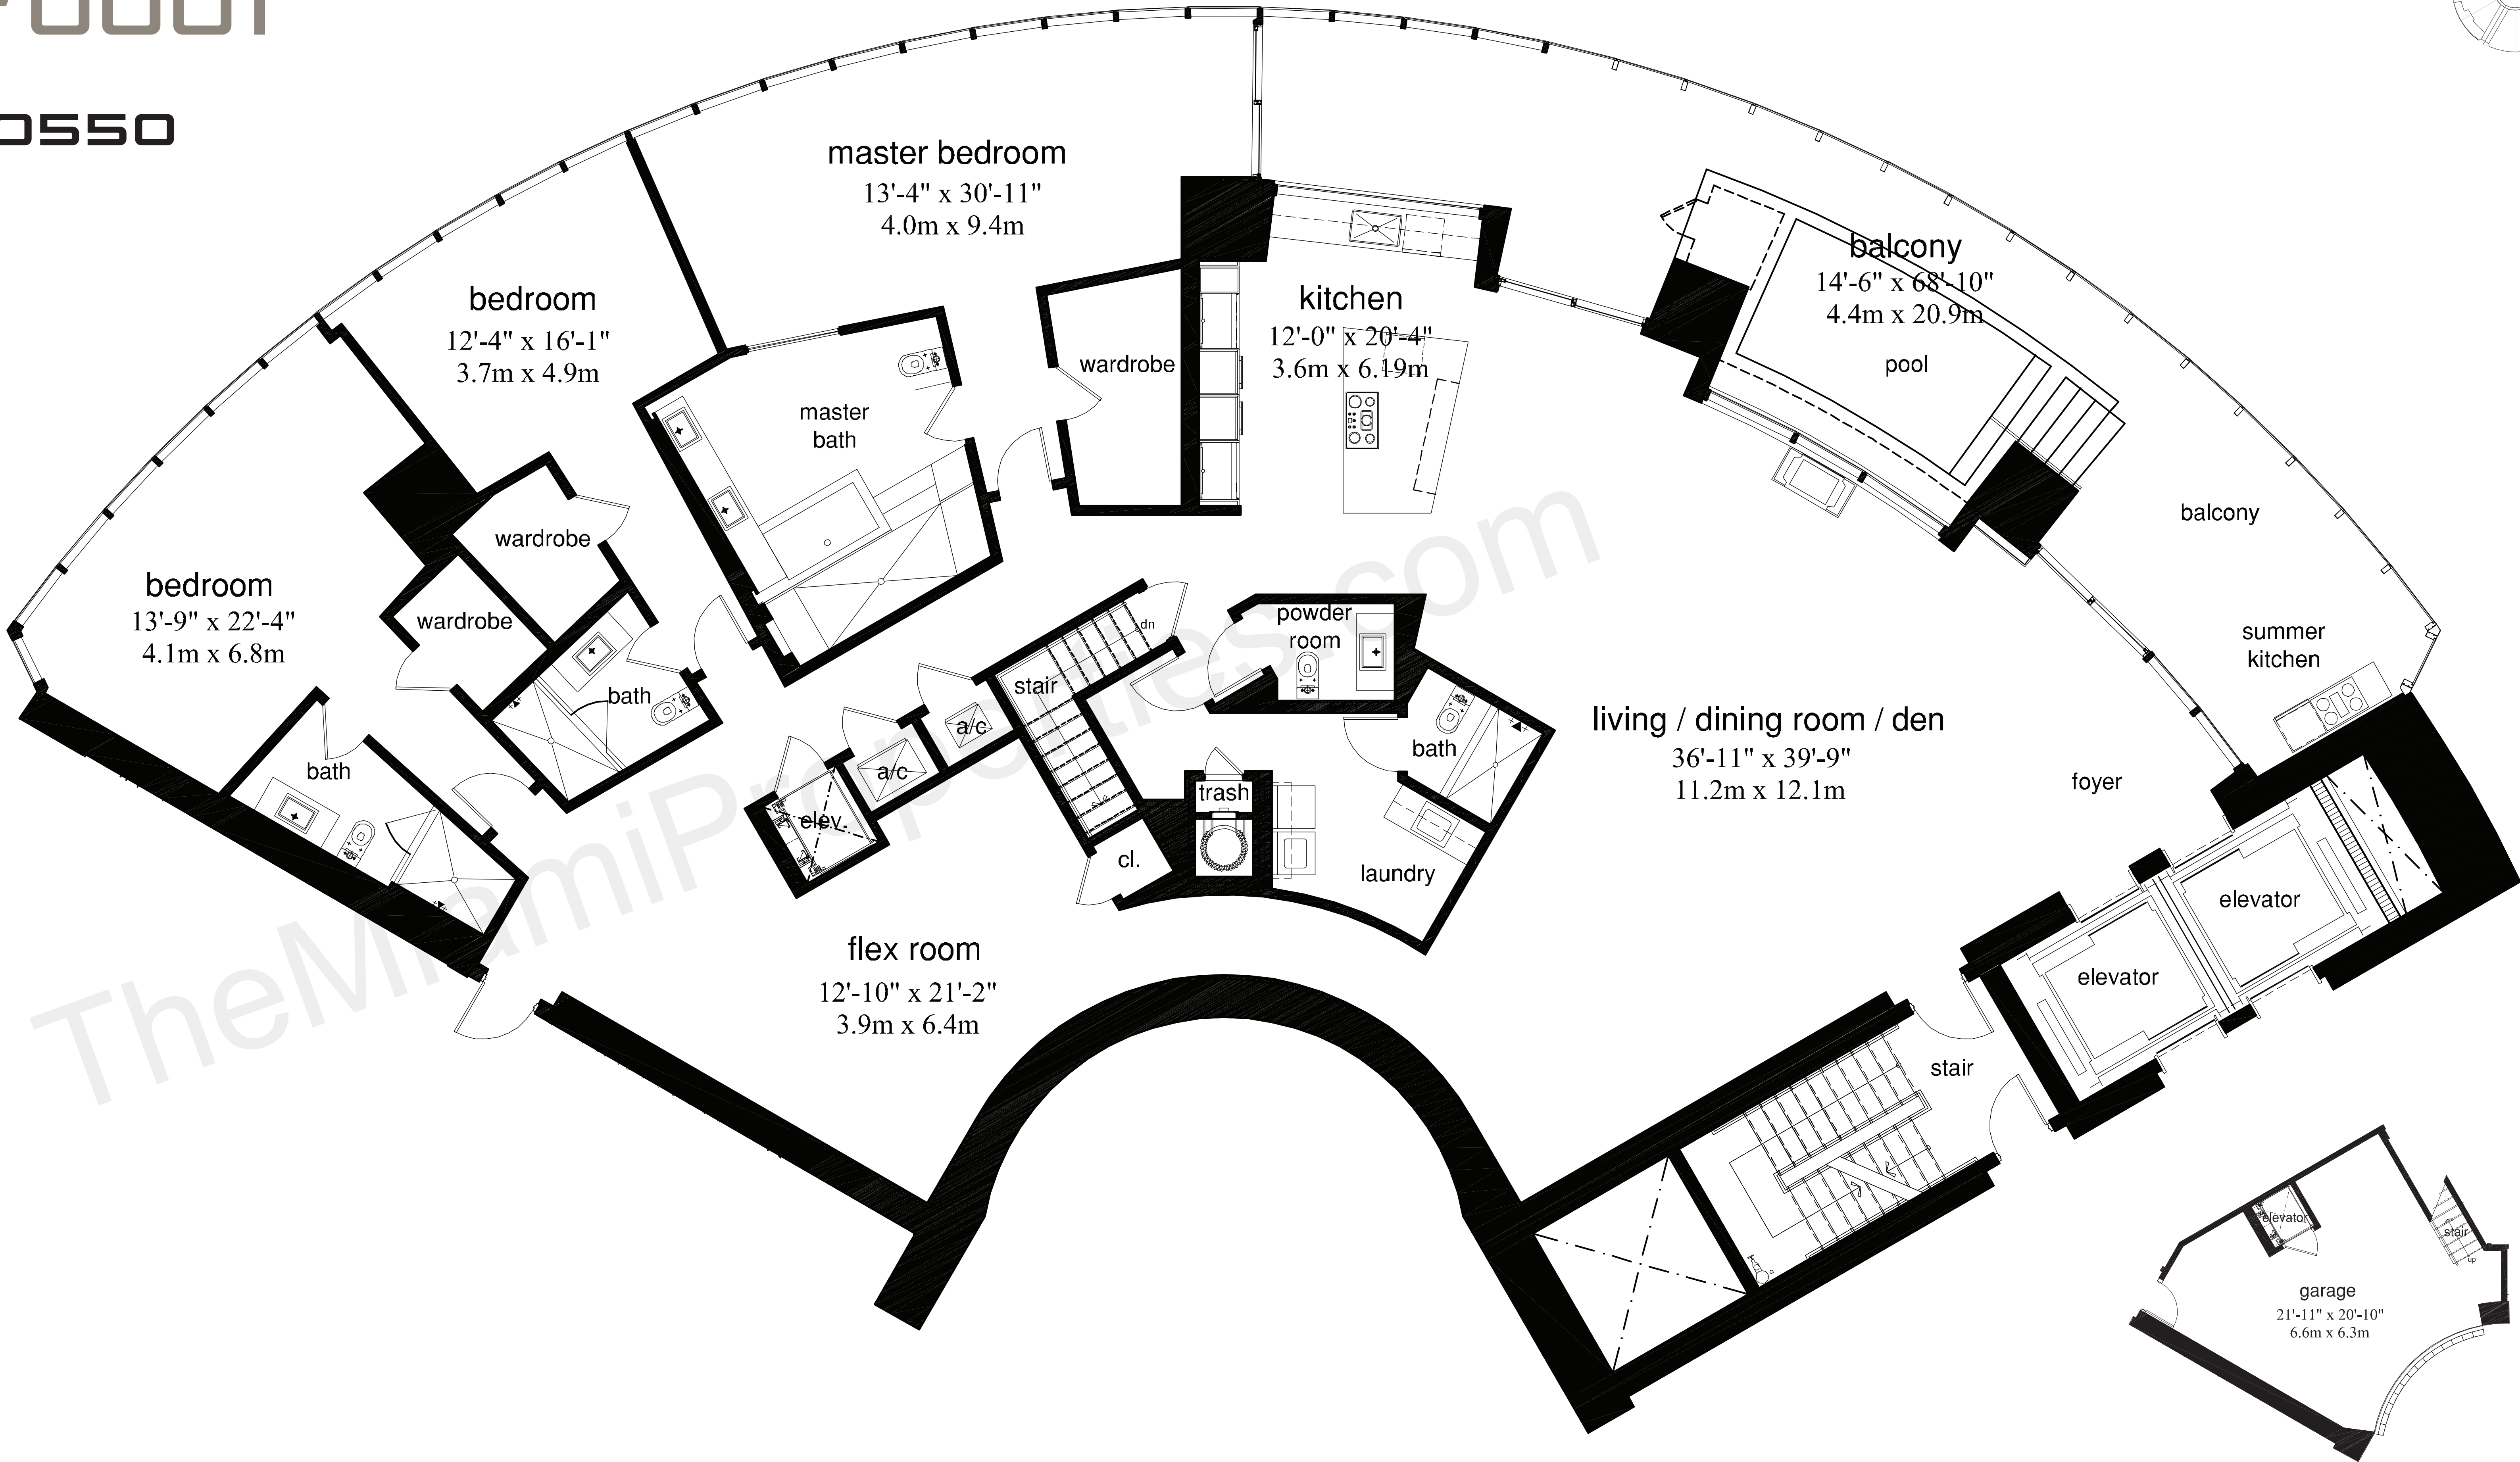 0550
master bedroom
13'-4" x 30'-11"
4.0m x 9.4m
balcony
14'-6" x 68'-10"
4.4m x 20.9m
pool
bedroom
12'-4" x 16'-1"
3.7m x 4.9m
kitchen
12'-0" x 20'-4"
3.6m x 6.19m
wardrobe
master
bath
balcony
wardrobe
bedroom
13'-9" x 22'-4"
4.1m x 6.8m
wardrobe
summer
kitchen
powder
room
dn
stair
bath
a/c
a/c
bath
living / dining room / den
36'-11" x 39'-9"
11.2m x 12.1m
foyer
bath
trash
elev.
cl.
laundry
elevator
elevator
flex room
12'-10" x 21'-2"
3.9m x 6.4m
stair
TheMiamiProperties.com
elevator
stair
up
garage
21'-11" x 20'-10"
6.6m x 6.3m